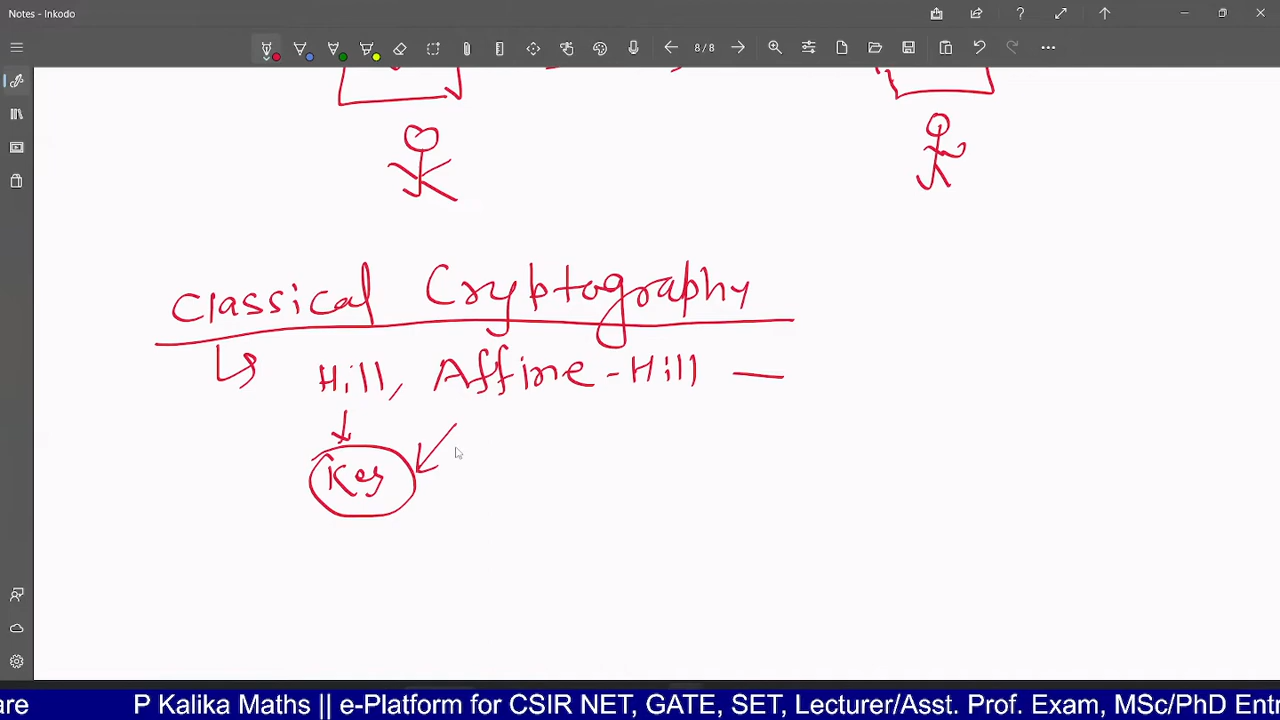 Notes - Inkodo
8/8
Classical Cryptography
Hill, Affine-Hill —
Key
are P Kalika Maths || e-Platform for CSIR NET, GATE, SET, Lecturer/Asst. Prof. Exam, MSc/PhD Entr